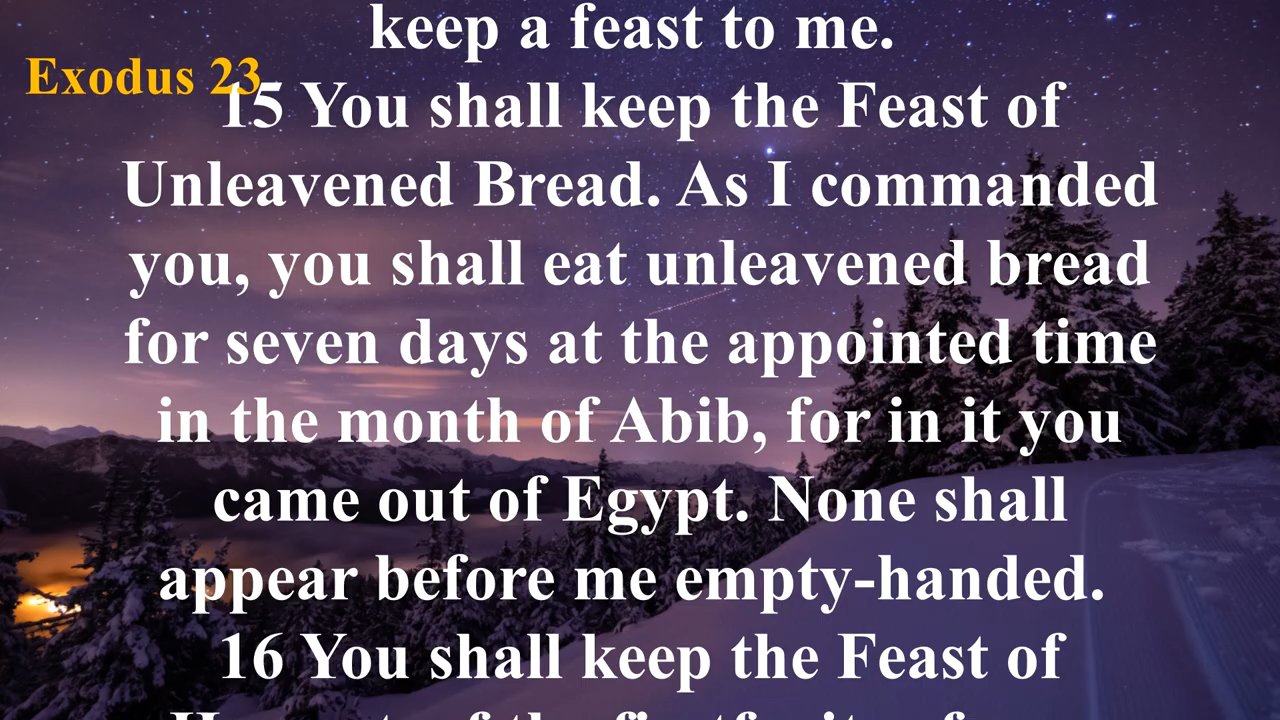 keep a feast to me.
Exodus 23
15 You shall keep the Feast of
Unleavened Bread. As I commanded
you, you shall eat unleavened bread
for seven days at the appointed time
in the month of Abib, for in it you
came out of Egypt. None shall
appear before me empty-handed.
16 You shall keep the Feast of